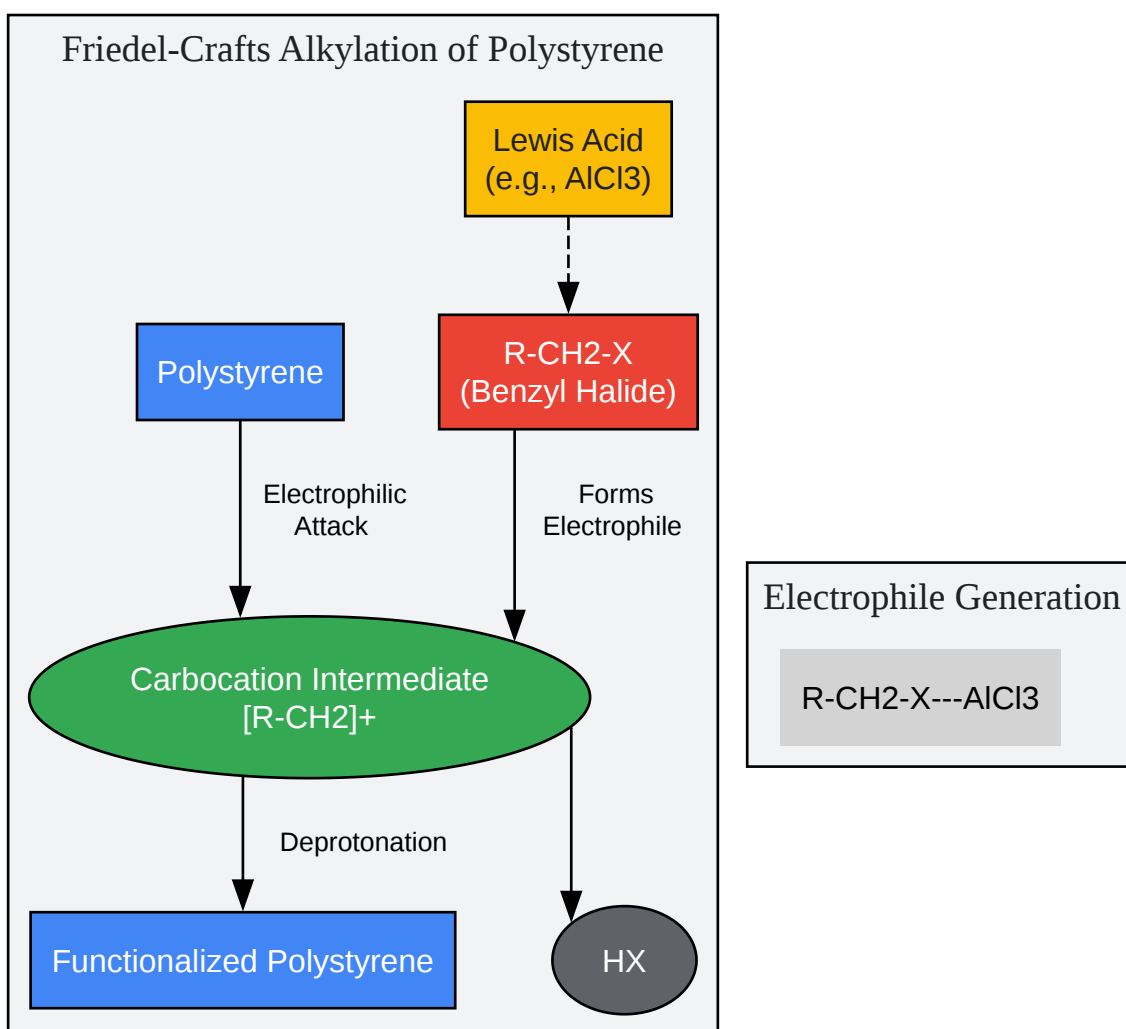 Friedel-Crafts Alkylation of Polystyrene
Lewis Acid
(e.g., AlCl3)
Polystyrene
R-CH2-X
(Benzyl Halide)
Electrophilic
Attack
Forms
Electrophile
Carbocation Intermediate
[R-CH2]+
Deprotonation
Functionalized Polystyrene
HX
Electrophile Generation
R-CH2-X---AlCl3